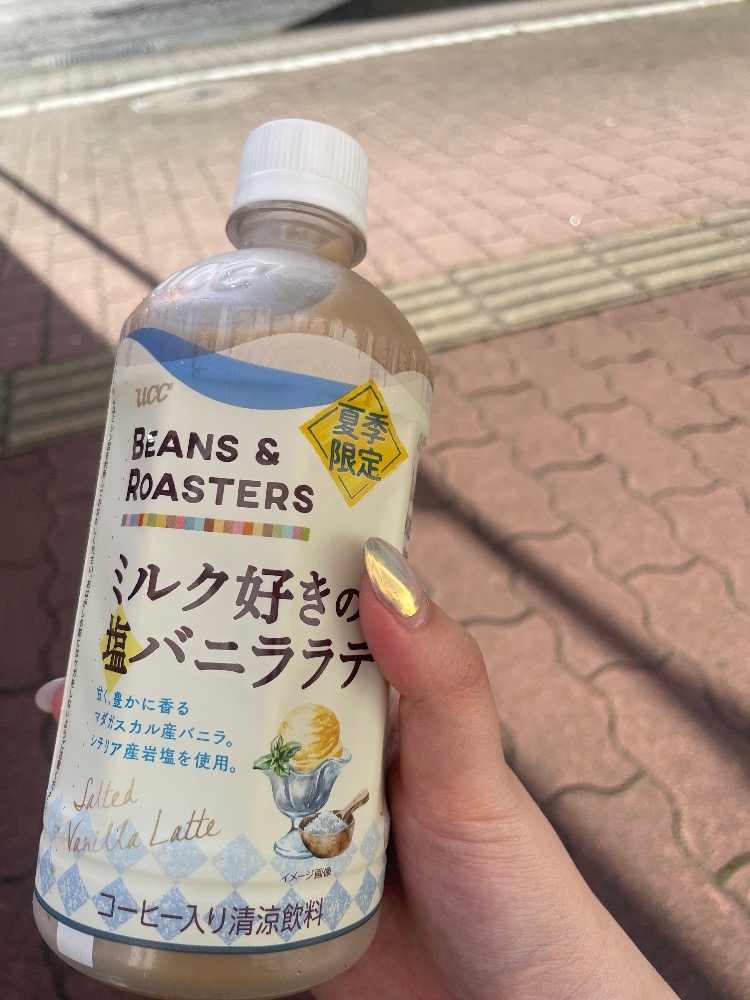 UCC
BEANS &
ROASTERS
夏季
限定
ミルク好きの
塩バニララテ
甘く、豊かに香る
マダガスカル産バニラ。
シチリア産岩塩を使用。
Salted
Vanilla Latte
イメージ画像
コーヒー入り清涼飲料